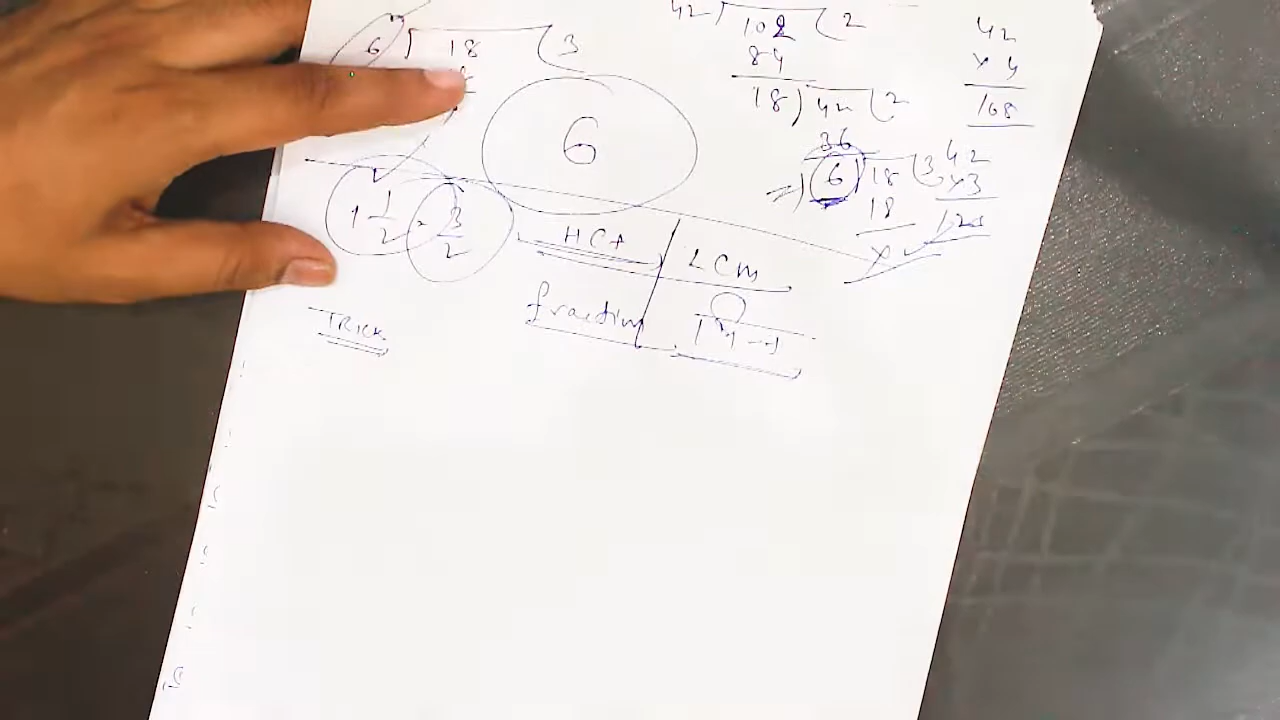 6) 18 ( 3
6
42) 102 ( 2
84
18) 42 ( 2
36
6) 18 ( 3
18
x
42
x 4
168
42
x3
126
1 1/2 = 3/2
HCF | LCM
fraction
TRICK